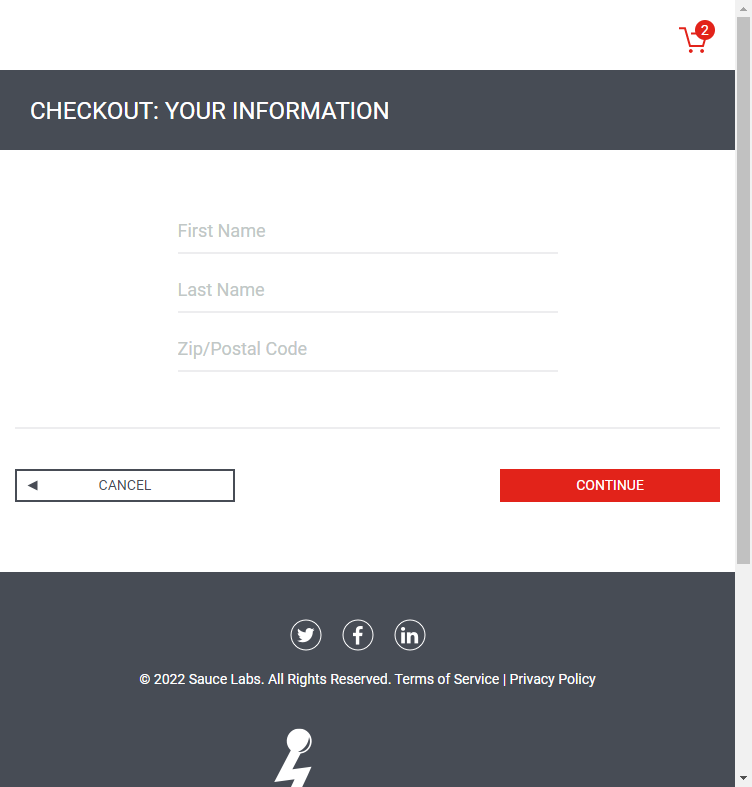 2
CHECKOUT: YOUR INFORMATION
First Name
Last Name
Zip/Postal Code
CANCEL
CONTINUE
© 2022 Sauce Labs. All Rights Reserved. Terms of Service | Privacy Policy